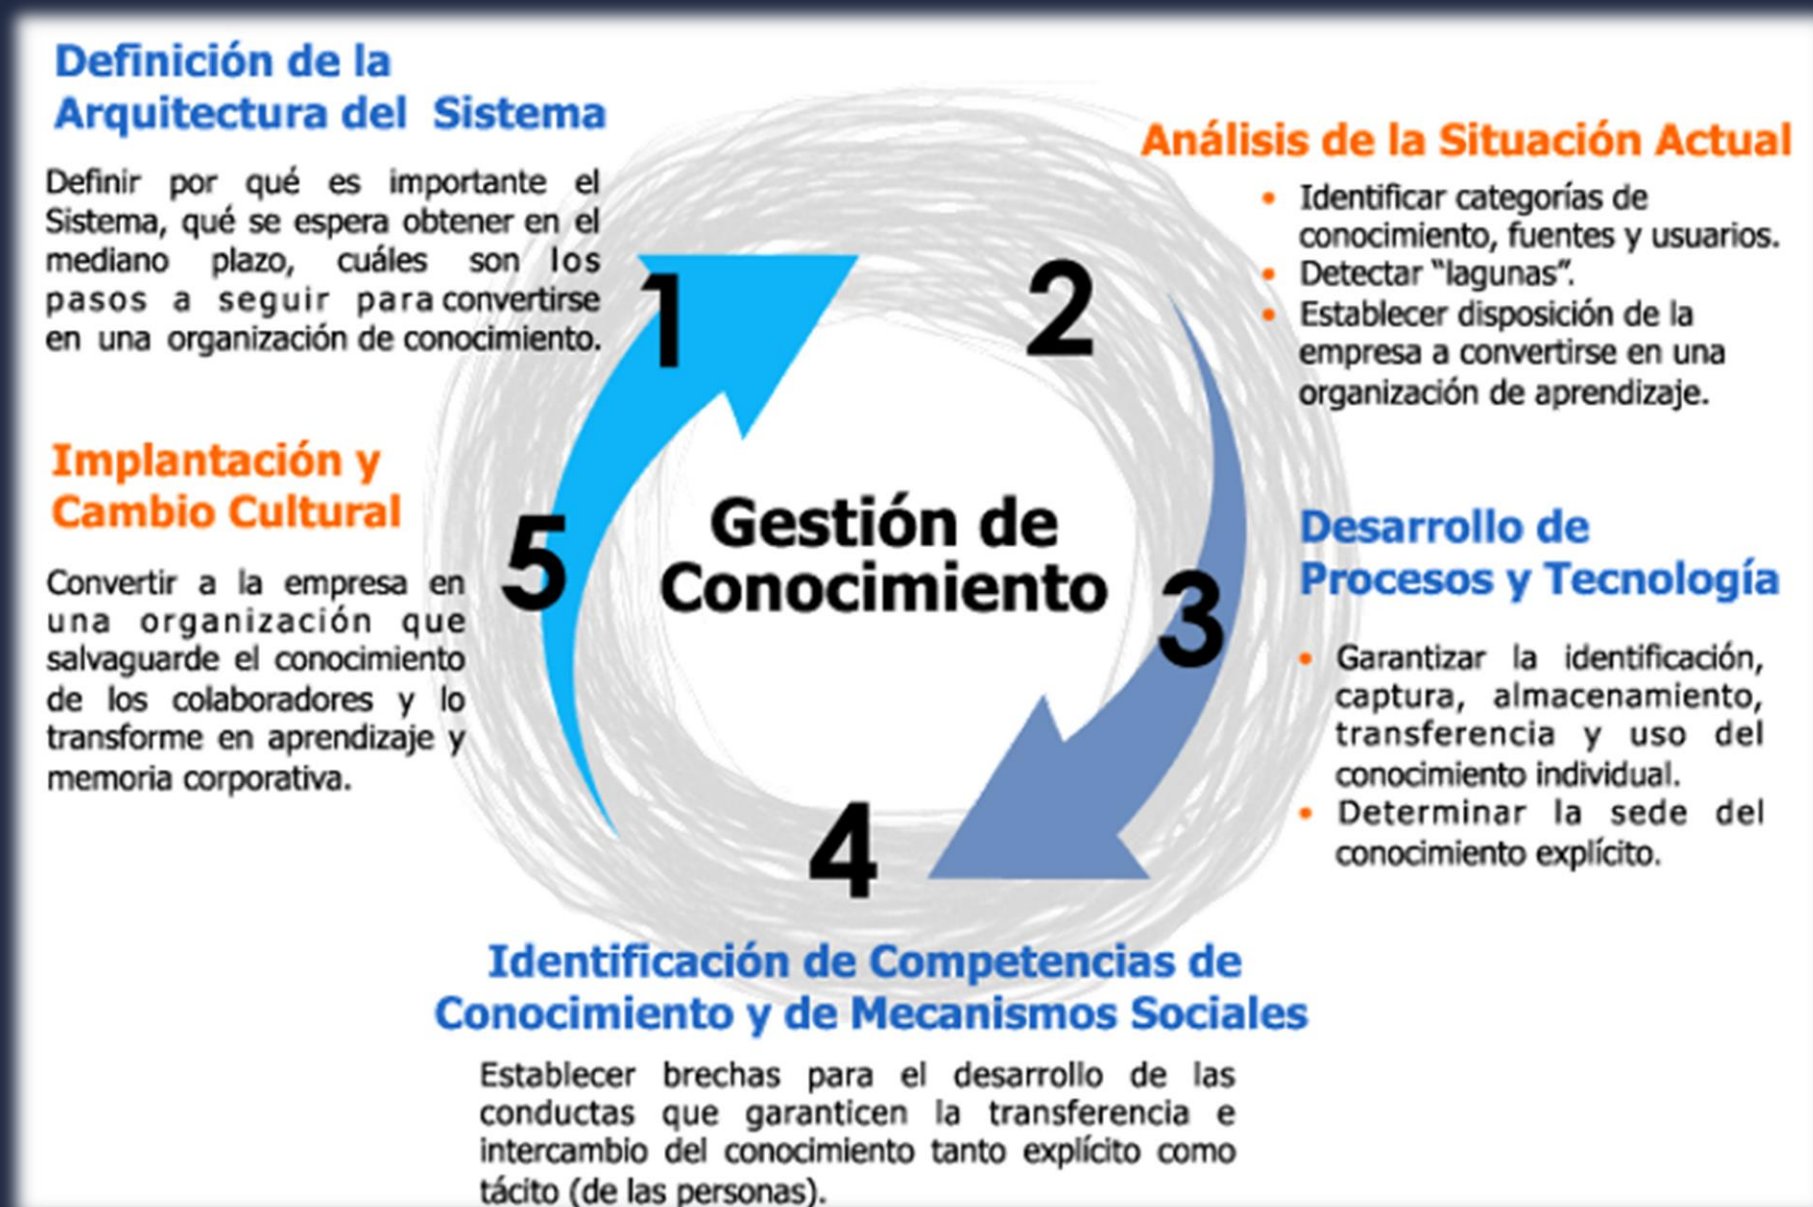 Definición de la
Arquitectura del Sistema
Definir por qué es importante el
Sistema, qué se espera obtener en el
mediano plazo, cuáles son los
pasos a seguir para convertirse
en una organización de conocimiento.
1
2
Análisis de la Situación Actual
• Identificar categorías de
conocimiento, fuentes y usuarios.
• Detectar "lagunas".
• Establecer disposición de la
empresa a convertirse en una
organización de aprendizaje.
Gestión de
Conocimiento
3
Desarrollo de
Procesos y Tecnología
• Garantizar la identificación,
captura, almacenamiento,
transferencia y uso del
conocimiento individual.
• Determinar la sede del
conocimiento explícito.
4
Identificación de Competencias de
Conocimiento y de Mecanismos Sociales
Establecer brechas para el desarrollo de las
conductas que garanticen la transferencia e
intercambio del conocimiento tanto explícito como
tácito (de las personas).
5
Implantación y
Cambio Cultural
Convertir a la empresa en
una organización que
salvaguarde el conocimiento
de los colaboradores y lo
transforme en aprendizaje y
memoria corporativa.